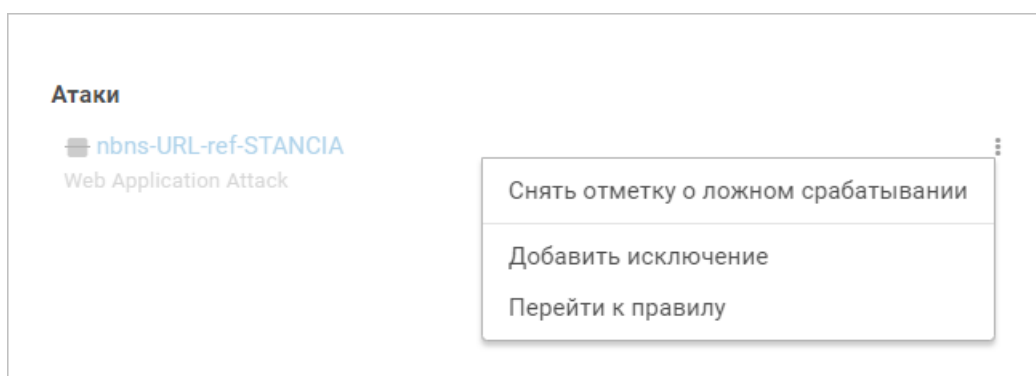 Атаки
nbns-URL-ref-STANCIA
Web Application Attack
Снять отметку о ложном срабатывании
Добавить исключение
Перейти к правилу